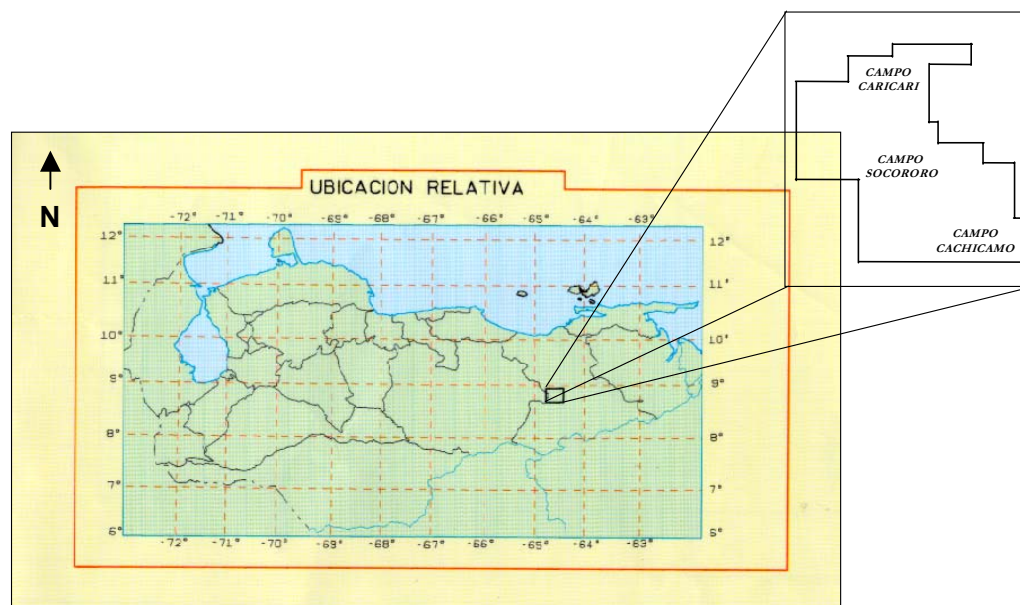 CAMPO
CARICARI
CAMPO
SOCORORO
CAMPO
CACHICAMO
N
UBICACION RELATIVA
-72° -71° -70° -69° -68° -67° -66° -65° -64° -63°
12° 12°
11° 11°
10° 10°
9° 9°
8° 8°
7° 7°
6° 6°
-72° -71° -70° -69° -68° -67° -66° -65° -64° -63°